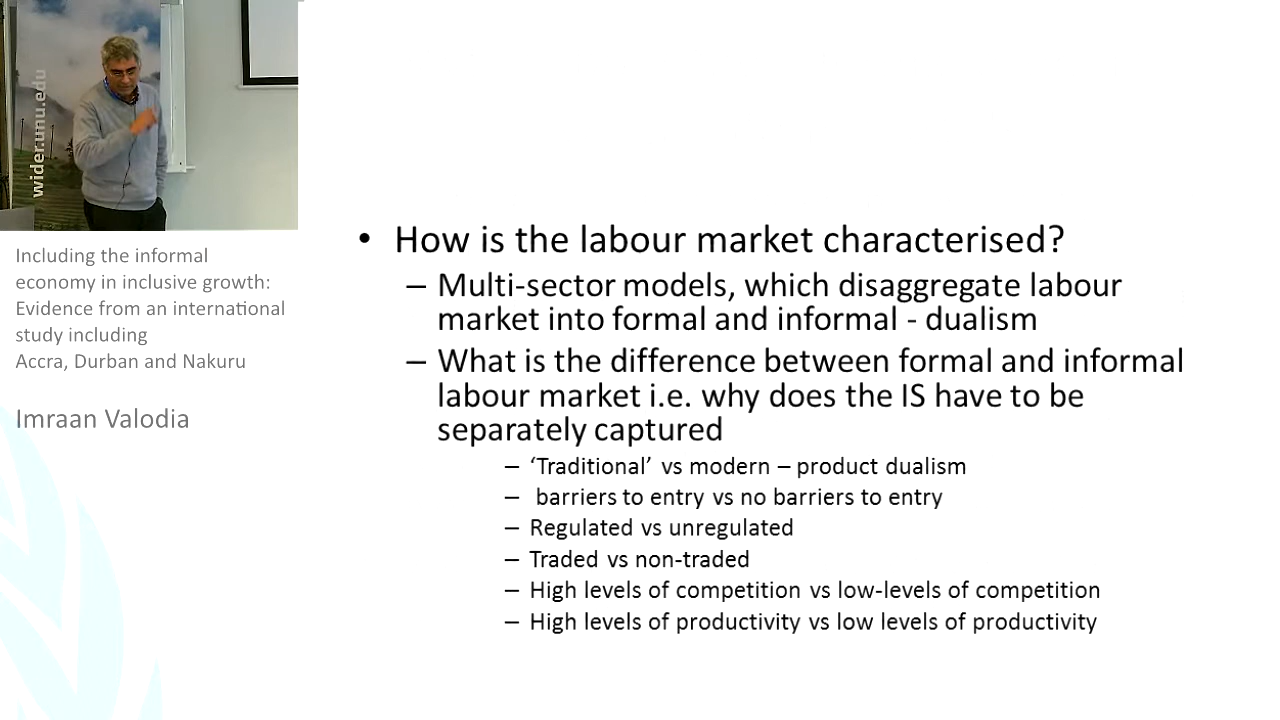 wider.unu.edu
Including the informal
economy in inclusive growth:
Evidence from an international
study including
Accra, Durban and Nakuru
Imraan Valodia
• How is the labour market characterised?
– Multi-sector models, which disaggregate labour
market into formal and informal - dualism
– What is the difference between formal and informal
labour market i.e. why does the IS have to be
separately captured
– ‘Traditional’ vs modern – product dualism
– barriers to entry vs no barriers to entry
– Regulated vs unregulated
– Traded vs non-traded
– High levels of competition vs low-levels of competition
– High levels of productivity vs low levels of productivity